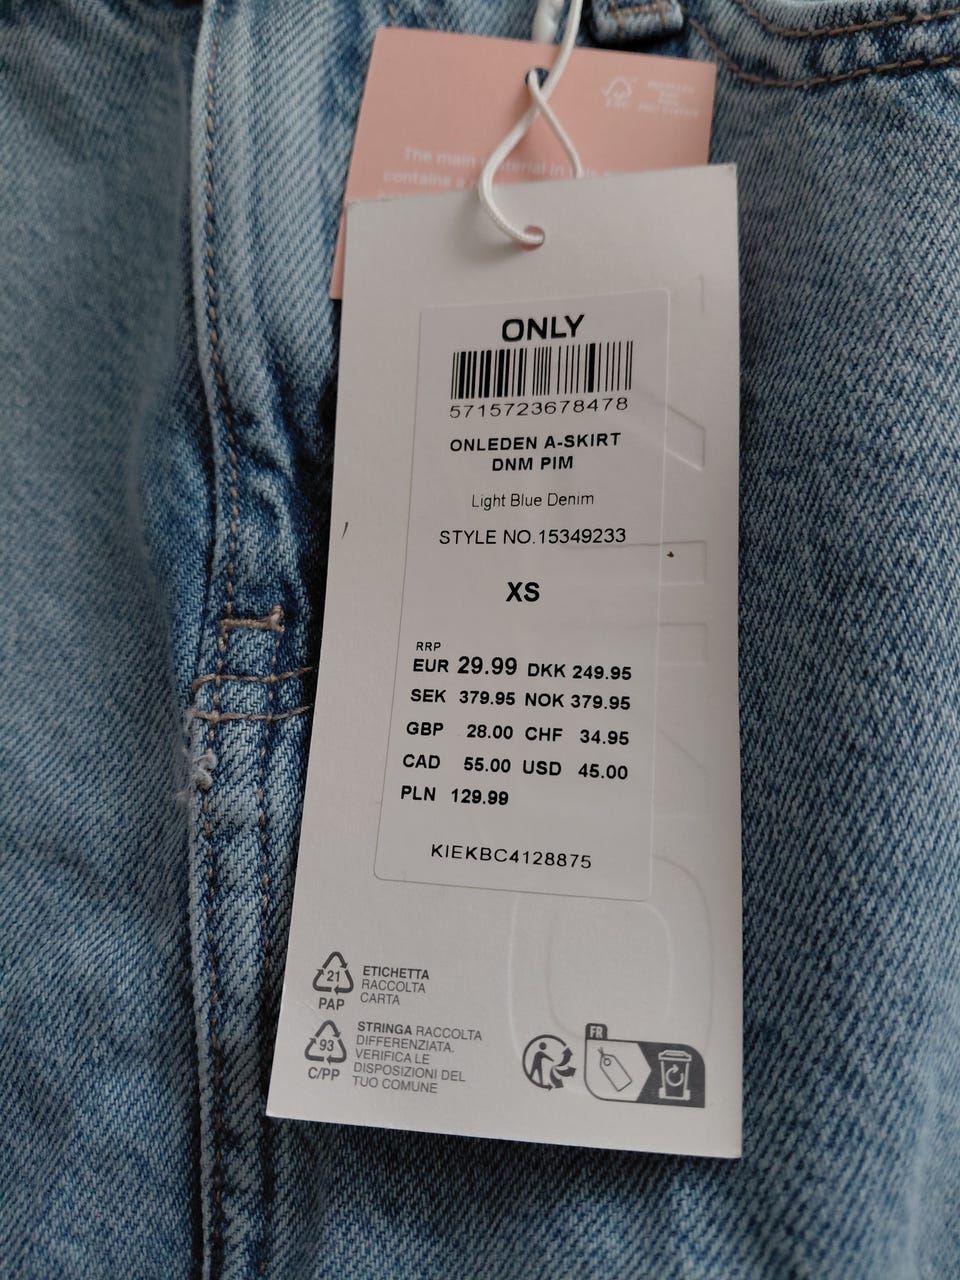 The main material in this
contains a
ONLY
5715723678478
ONLEDEN A-SKIRT
DNM PIM
Light Blue Denim
STYLE NO.15349233
XS
RRP
EUR 29.99 DKK 249.95
SEK 379.95 NOK 379.95
GBP 28.00 CHF 34.95
CAD 55.00 USD 45.00
PLN 129.99
KIEKBC4128875
21
PAP
ETICHETTA
RACCOLTA
CARTA
93
C/PP
STRINGA RACCOLTA
DIFFERENZIATA.
VERIFICA LE
DISPOSIZIONI DEL
TUO COMUNE
FR